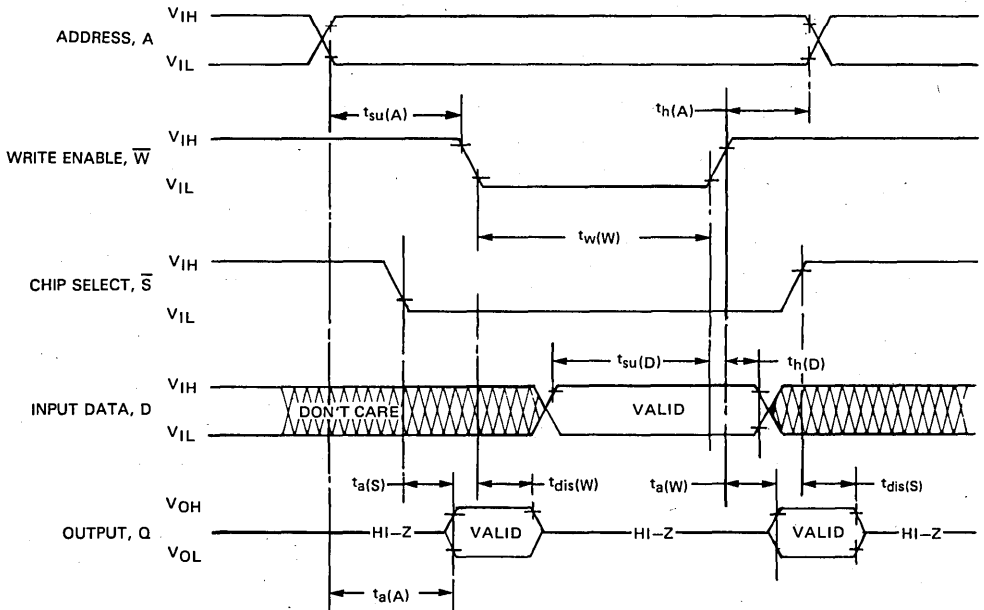 VIH
ADDRESS, A
VIL
tsu(A)
th(A)
VIH
WRITE ENABLE, W̅
VIL
tw(W)
VIH
CHIP SELECT, S̅
VIL
tsu(D)
th(D)
VIH
INPUT DATA, D
DON'T CARE
VALID
VIL
ta(S)
tdis(W)
ta(W)
tdis(S)
VOH
OUTPUT, Q
HI-Z
VALID
HI-Z
VALID
HI-Z
VOL
ta(A)